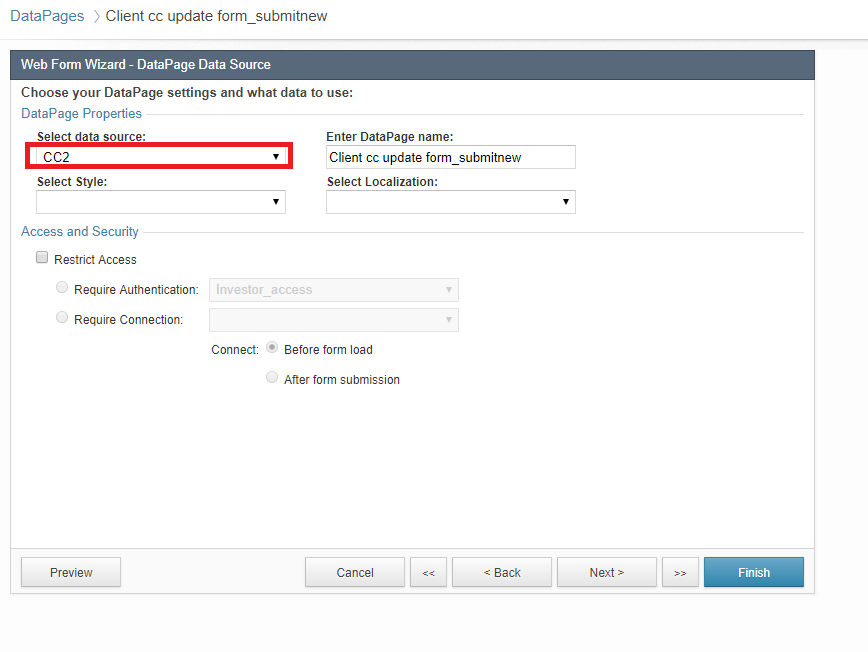 DataPages > Client cc update form_submitnew
Web Form Wizard - DataPage Data Source
Choose your DataPage settings and what data to use:
DataPage Properties
Select data source: Enter DataPage name:
CC2 Client cc update form_submitnew
Select Style: Select Localization:
Access and Security
Restrict Access
Require Authentication: Investor_access
Require Connection:
Connect: Before form load
After form submission
Preview Cancel << < Back Next > >> Finish